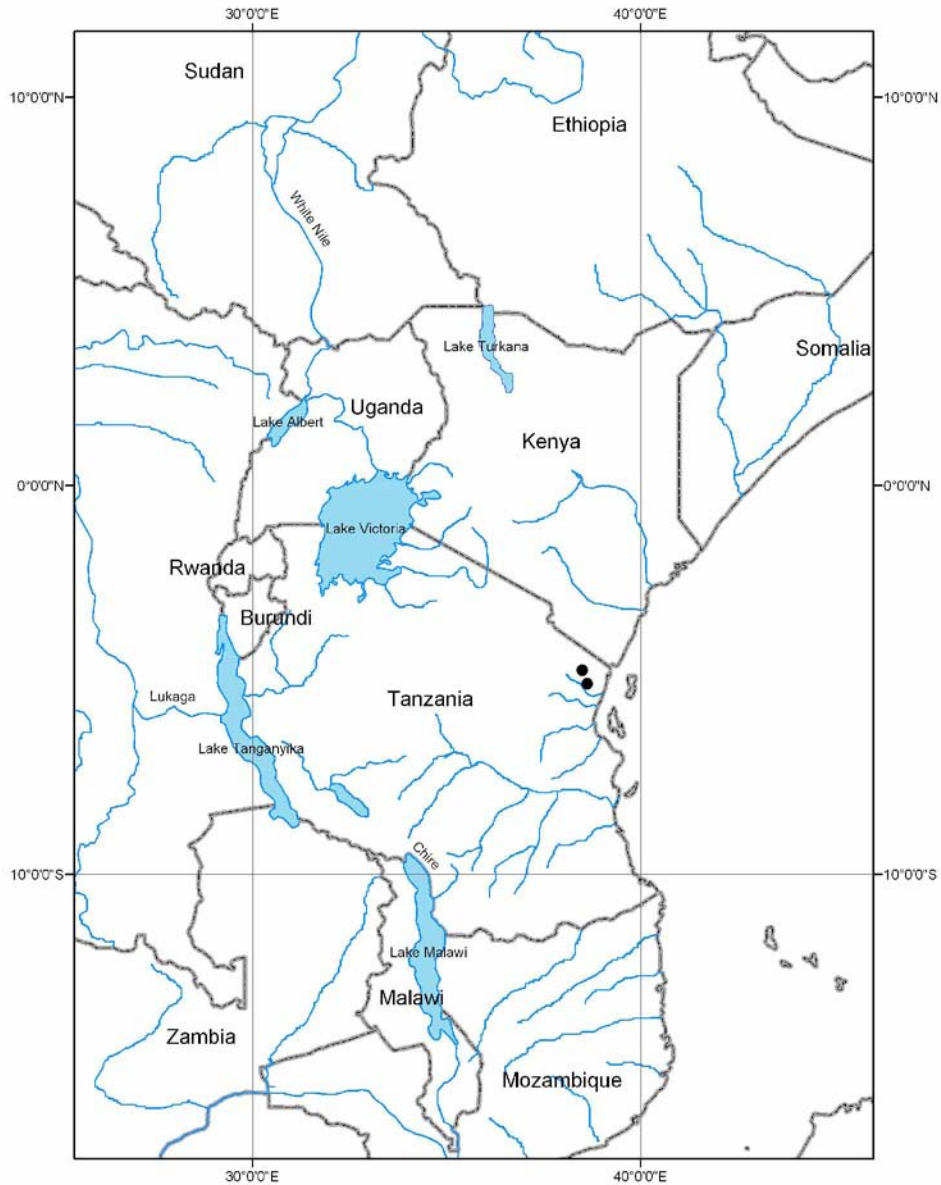 30°0'0"E 40°0'0"E
Sudan
10°0'0"N 10°0'0"N
Ethiopia
White Nile
Lake Turkana
Somalia
Uganda
Lake Albert
Kenya
0°0'0"N 0°0'0"N
Lake Victoria
Rwanda
Burundi
Lukaga
Tanzania
Lake Tanganyika
Chire
10°0'0"S 10°0'0"S
Lake Malawi
Malawi
Zambia
Mozambique
30°0'0"E 40°0'0"E